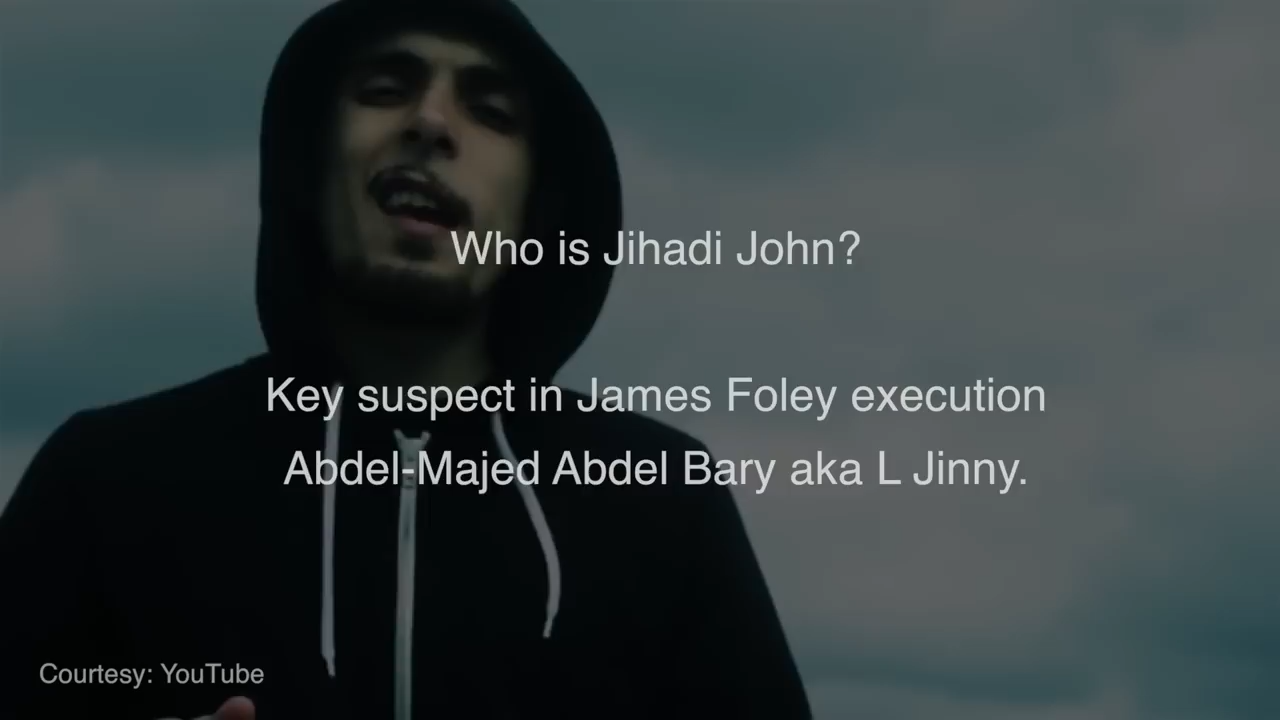 Who is Jihadi John?
Key suspect in James Foley execution
Abdel-Majed Abdel Bary aka L Jinny.
Courtesy: YouTube